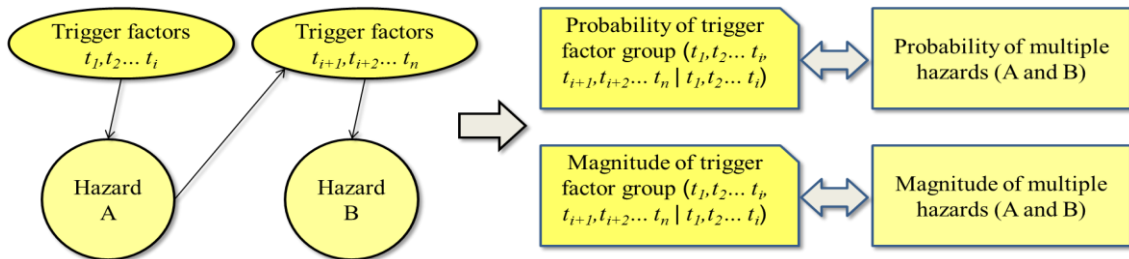 Trigger factors
t1,t2... ti
Trigger factors
ti+1,ti+2... tn
Hazard
A
Hazard
B
Probability of trigger
factor group (t1,t2... ti,
ti+1,ti+2... tn | t1,t2... ti)
Probability of multiple
hazards (A and B)
Magnitude of trigger
factor group (t1,t2... ti,
ti+1,ti+2... tn | t1,t2... ti)
Magnitude of multiple
hazards (A and B)